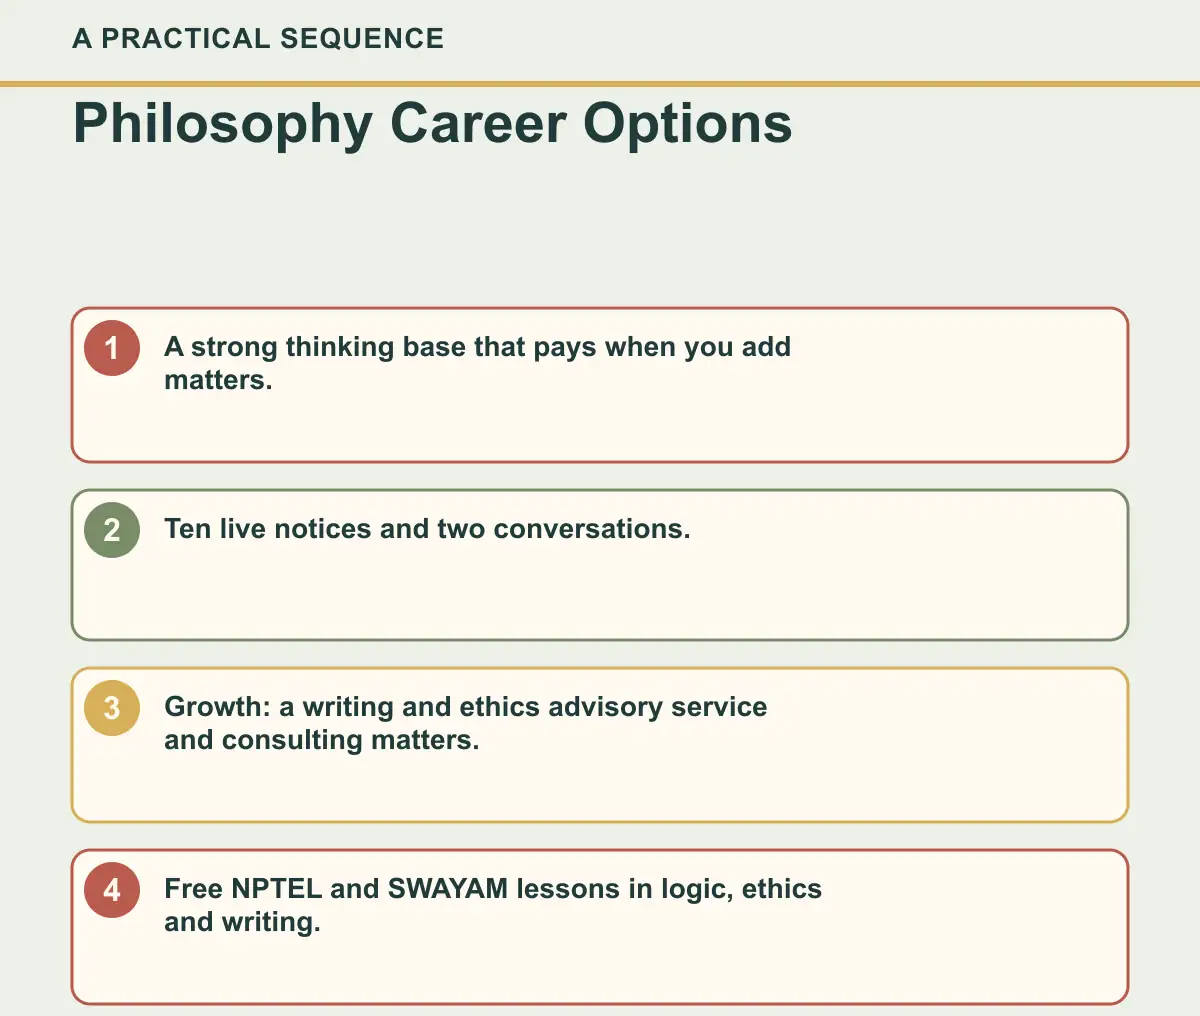 A PRACTICAL SEQUENCE
Philosophy Career Options
1
A strong thinking base that pays when you add
matters.
2
Ten live notices and two conversations.
3
Growth: a writing and ethics advisory service
and consulting matters.
4
Free NPTEL and SWAYAM lessons in logic, ethics
and writing.